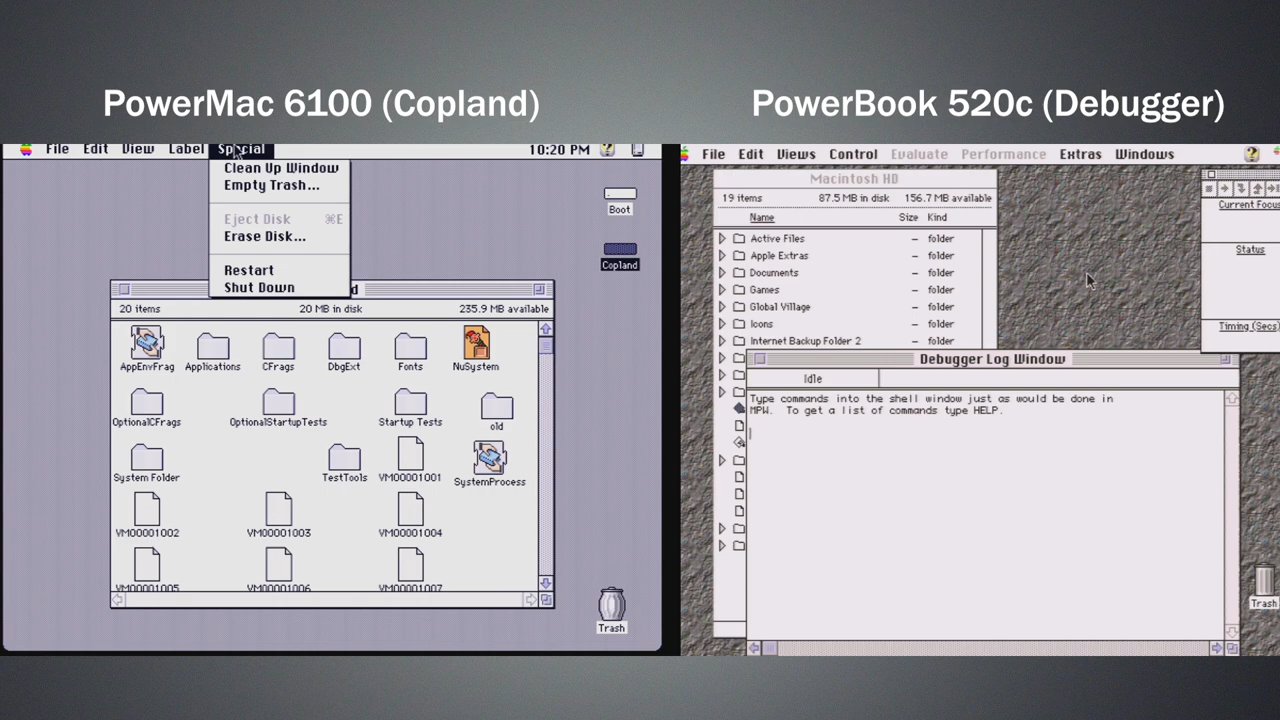 PowerMac 6100 (Copland)
PowerBook 520c (Debugger)
File Edit View Label Special 10:20 PM
Clean Up Window
Empty Trash...
Eject Disk ⌘E
Erase Disk...
Restart
Shut Down
Boot
Copland
d
20 items 20 MB in disk 235.9 MB available
AppEnvFrag Applications CFrags DbgExt Fonts NuSystem
OptionalCFrags OptionalStartupTests Startup Tests old
System Folder TestTools VM00001001 SystemProcess
VM00001002 VM00001003 VM00001004
VM00001005 VM00001006 VM00001007
Trash
File Edit Views Control Evaluate Performance Extras Windows
Macintosh HD
19 items 87.5 MB in disk 156.7 MB available
Name Size Kind
Active Files – folder
Apple Extras – folder
Documents – folder
Games – folder
Global Village – folder
Icons – folder
Internet Backup Folder 2 – folder
Current Focus
Status
Timing (Secs)
Debugger Log Window
Idle
Type commands into the shell window just as would be done in
MPW. To get a list of commands type HELP.
Trash